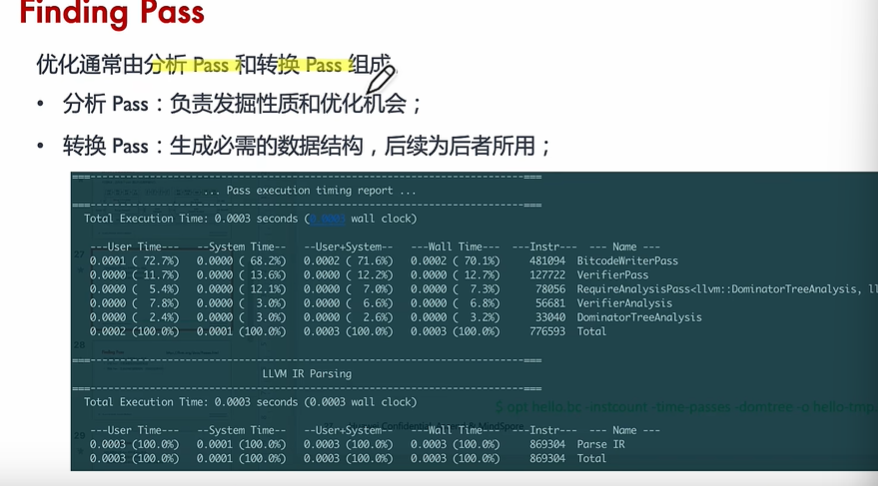 Finding Pass
优化通常由分析 Pass 和转换 Pass 组成
• 分析 Pass：负责发掘性质和优化机会；
• 转换 Pass：生成必需的数据结构，后续为后者所用；
===-------------------------------------------------------------------------===
... Pass execution timing report ...
===-------------------------------------------------------------------------===
Total Execution Time: 0.0003 seconds (0.0003 wall clock)
---User Time--- --System Time-- --User+System-- ---Wall Time--- ---Instr--- --- Name ---
0.0001 ( 72.7%) 0.0000 ( 68.2%) 0.0002 ( 71.6%) 0.0002 ( 70.1%) 481094 BitcodeWriterPass
0.0000 ( 11.7%) 0.0000 ( 13.6%) 0.0000 ( 12.2%) 0.0000 ( 12.7%) 127722 VerifierPass
0.0000 ( 5.4%) 0.0000 ( 12.1%) 0.0000 ( 7.0%) 0.0000 ( 7.3%) 78056 RequireAnalysisPass<llvm::DominatorTreeAnalysis, ll
0.0000 ( 7.8%) 0.0000 ( 3.0%) 0.0000 ( 6.6%) 0.0000 ( 6.8%) 56681 VerifierAnalysis
0.0000 ( 2.4%) 0.0000 ( 3.0%) 0.0000 ( 2.6%) 0.0000 ( 3.2%) 33040 DominatorTreeAnalysis
0.0002 (100.0%) 0.0001 (100.0%) 0.0003 (100.0%) 0.0003 (100.0%) 776593 Total
===-------------------------------------------------------------------------===
LLVM IR Parsing
===-------------------------------------------------------------------------===
Total Execution Time: 0.0003 seconds (0.0003 wall clock)
$ opt hello.bc -instcount -time-passes -domtree -o hello-tmp.
---User Time--- --System Time-- --User+System-- ---Wall Time--- ---Instr--- --- Name ---
0.0003 (100.0%) 0.0001 (100.0%) 0.0003 (100.0%) 0.0003 (100.0%) 869304 Parse IR
0.0003 (100.0%) 0.0001 (100.0%) 0.0003 (100.0%) 0.0003 (100.0%) 869304 Total
27
28
29